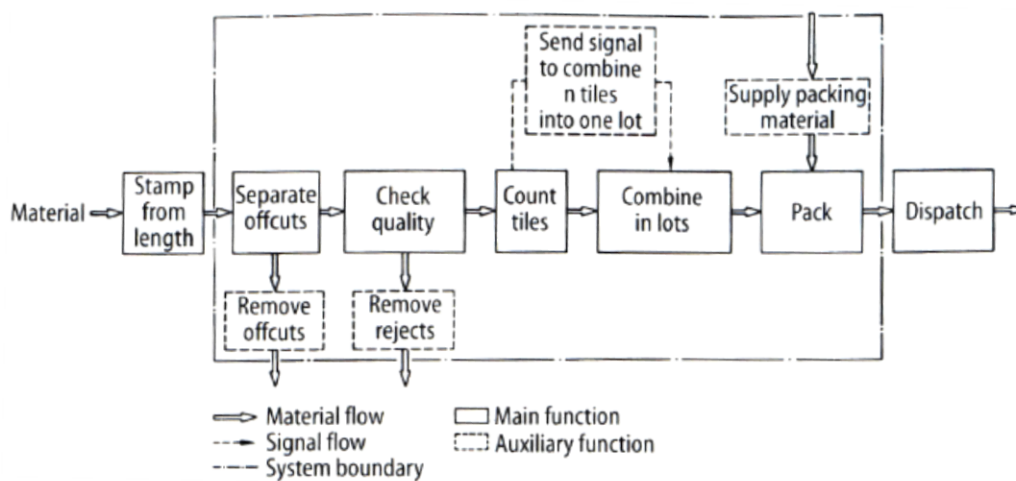 Send signal
to combine
n tiles
into one lot
Supply packing
material
Material
Stamp
from
length
Separate
offcuts
Check
quality
Count
tiles
Combine
in lots
Pack
Dispatch
Remove
offcuts
Remove
rejects
Material flow
Signal flow
System boundary
Main function
Auxiliary function